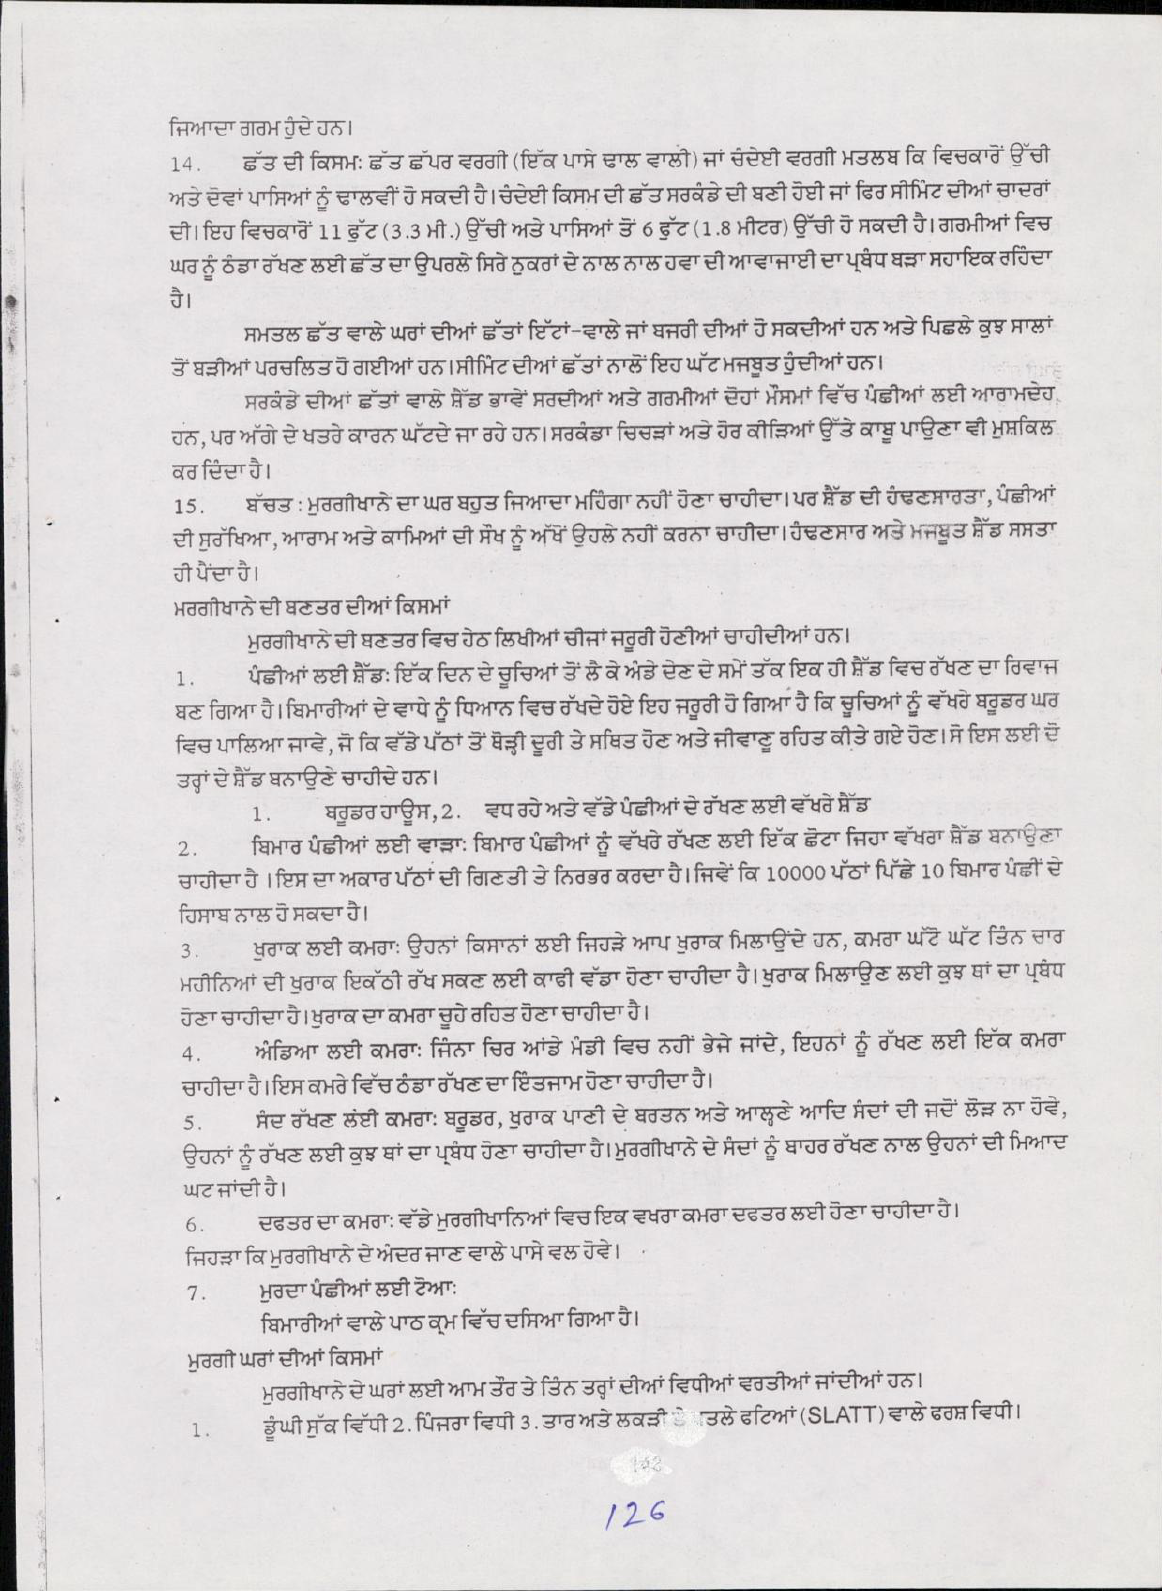 ਜਿਆਦਾ ਗਰਮ ਹੁੰਦੇ ਹਨ।
14. ਛੱਤ ਦੀ ਕਿਸਮ: ਛੱਤ ਛੱਪਰ ਵਰਗੀ (ਇੱਕ ਪਾਸੇ ਢਾਲ ਵਾਲੀ) ਜਾਂ ਚੰਦੋਈ ਵਰਗੀ ਮਤਲਬ ਕਿ ਵਿਚਕਾਰੋਂ ਉੱਚੀ
ਅਤੇ ਦੋਵਾਂ ਪਾਸਿਆਂ ਨੂੰ ਢਾਲਵੀਂ ਹੋ ਸਕਦੀ ਹੈ। ਚੰਦੋਈ ਕਿਸਮ ਦੀ ਛੱਤ ਸਰਕੰਡੇ ਦੀ ਬਣੀ ਹੋਈ ਜਾਂ ਫਿਰ ਸੀਮਿੰਟ ਦੀਆਂ ਚਾਦਰਾਂ
ਦੀ। ਇਹ ਵਿਚਕਾਰੋਂ 11 ਫੁੱਟ (3.3 ਮੀ.) ਉੱਚੀ ਅਤੇ ਪਾਸਿਆਂ ਤੋਂ 6 ਫੁੱਟ (1.8 ਮੀਟਰ) ਉੱਚੀ ਹੋ ਸਕਦੀ ਹੈ। ਗਰਮੀਆਂ ਵਿਚ
ਘਰ ਨੂੰ ਠੰਡਾ ਰੱਖਣ ਲਈ ਛੱਤ ਦਾ ਉਪਰਲੇ ਸਿਰੇ ਨੁਕਰਾਂ ਦੇ ਨਾਲ ਨਾਲ ਹਵਾ ਦੀ ਆਵਾਜਾਈ ਦਾ ਪ੍ਰਬੰਧ ਬੜਾ ਸਹਾਇਕ ਰਹਿੰਦਾ
ਹੈ।
ਸਮਤਲ ਛੱਤ ਵਾਲੇ ਘਰਾਂ ਦੀਆਂ ਛੱਤਾਂ ਇੱਟਾਂ-ਵਾਲੇ ਜਾਂ ਬਜਰੀ ਦੀਆਂ ਹੋ ਸਕਦੀਆਂ ਹਨ ਅਤੇ ਪਿਛਲੇ ਕੁਝ ਸਾਲਾਂ
ਤੋਂ ਬੜੀਆਂ ਪਰਚਲਿਤ ਹੋ ਗਈਆਂ ਹਨ। ਸੀਮਿੰਟ ਦੀਆਂ ਛੱਤਾਂ ਨਾਲੋਂ ਇਹ ਘੱਟ ਮਜਬੂਤ ਹੁੰਦੀਆਂ ਹਨ।
ਸਰਕੰਡੇ ਦੀਆਂ ਛੱਤਾਂ ਵਾਲੇ ਸ਼ੈੱਡ ਭਾਵੇਂ ਸਰਦੀਆਂ ਅਤੇ ਗਰਮੀਆਂ ਦੋਹਾਂ ਮੌਸਮਾਂ ਵਿੱਚ ਪੰਛੀਆਂ ਲਈ ਆਰਾਮਦੇਹ
ਹਨ, ਪਰ ਅੱਗੇ ਦੇ ਖਤਰੇ ਕਾਰਨ ਘੱਟਦੇ ਜਾ ਰਹੇ ਹਨ। ਸਰਕੰਡਾ ਚਿਚੜਾਂ ਅਤੇ ਹੋਰ ਕੀੜਿਆਂ ਉੱਤੇ ਕਾਬੂ ਪਾਉਣਾ ਵੀ ਮੁਸ਼ਕਿਲ
ਕਰ ਦਿੰਦਾ ਹੈ।
15. ਬੱਚਤ : ਮੁਰਗੀਖਾਨੇ ਦਾ ਘਰ ਬਹੁਤ ਜਿਆਦਾ ਮਹਿੰਗਾ ਨਹੀਂ ਹੋਣਾ ਚਾਹੀਦਾ। ਪਰ ਸ਼ੈੱਡ ਦੀ ਹੰਢਣਸਾਰਤਾ, ਪੰਛੀਆਂ
ਦੀ ਸੁਰੱਖਿਆ, ਆਰਾਮ ਅਤੇ ਕਾਮਿਆਂ ਦੀ ਸੌਖ ਨੂੰ ਅੱਖੋਂ ਉਹਲੇ ਨਹੀਂ ਕਰਨਾ ਚਾਹੀਦਾ। ਹੰਢਣਸਾਰ ਅਤੇ ਮਜਬੂਤ ਸ਼ੈੱਡ ਸਸਤਾ
ਹੀ ਪੈਂਦਾ ਹੈ।
ਮਰਗੀਖਾਨੇ ਦੀ ਬਣਤਰ ਦੀਆਂ ਕਿਸਮਾਂ
ਮੁਰਗੀਖਾਨੇ ਦੀ ਬਣਤਰ ਵਿਚ ਹੇਠ ਲਿਖੀਆਂ ਚੀਜਾਂ ਜਰੂਰੀ ਹੋਣੀਆਂ ਚਾਹੀਦੀਆਂ ਹਨ।
1. ਪੰਛੀਆਂ ਲਈ ਸ਼ੈੱਡ: ਇੱਕ ਦਿਨ ਦੇ ਚੂਚਿਆਂ ਤੋਂ ਲੈ ਕੇ ਅੰਡੇ ਦੇਣ ਦੇ ਸਮੇਂ ਤੱਕ ਇਕ ਹੀ ਸ਼ੈੱਡ ਵਿਚ ਰੱਖਣ ਦਾ ਰਿਵਾਜ
ਬਣ ਗਿਆ ਹੈ। ਬਿਮਾਰੀਆਂ ਦੇ ਵਾਧੇ ਨੂੰ ਧਿਆਨ ਵਿਚ ਰੱਖਦੇ ਹੋਏ ਇਹ ਜਰੂਰੀ ਹੋ ਗਿਆ ਹੈ ਕਿ ਚੂਚਿਆਂ ਨੂੰ ਵੱਖਰੇ ਬਰੂਡਰ ਘਰ
ਵਿਚ ਪਾਲਿਆ ਜਾਵੇ, ਜੋ ਕਿ ਵੱਡੇ ਪੱਠਾਂ ਤੋਂ ਥੋੜ੍ਹੀ ਦੂਰੀ ਤੇ ਸਥਿਤ ਹੋਣ ਅਤੇ ਜੀਵਾਣੂ ਰਹਿਤ ਕੀਤੇ ਗਏ ਹੋਣ। ਸੋ ਇਸ ਲਈ ਦੋ
ਤਰ੍ਹਾਂ ਦੇ ਸ਼ੈੱਡ ਬਨਾਉਣੇ ਚਾਹੀਦੇ ਹਨ।
1. ਬਰੂਡਰ ਹਾਊਸ, 2. ਵਧ ਰਹੇ ਅਤੇ ਵੱਡੇ ਪੰਛੀਆਂ ਦੇ ਰੱਖਣ ਲਈ ਵੱਖਰੇ ਸ਼ੈੱਡ
2. ਬਿਮਾਰ ਪੰਛੀਆਂ ਲਈ ਵਾੜਾ: ਬਿਮਾਰ ਪੰਛੀਆਂ ਨੂੰ ਵੱਖਰੇ ਰੱਖਣ ਲਈ ਇੱਕ ਛੋਟਾ ਜਿਹਾ ਵੱਖਰਾ ਸ਼ੈੱਡ ਬਨਾਉਣਾ
ਚਾਹੀਦਾ ਹੈ । ਇਸ ਦਾ ਅਕਾਰ ਪੱਠਾਂ ਦੀ ਗਿਣਤੀ ਤੇ ਨਿਰਭਰ ਕਰਦਾ ਹੈ। ਜਿਵੇਂ ਕਿ 10000 ਪੱਠਾਂ ਪਿੱਛੇ 10 ਬਿਮਾਰ ਪੰਛੀਂ ਦੇ
ਹਿਸਾਬ ਨਾਲ ਹੋ ਸਕਦਾ ਹੈ।
3. ਖੁਰਾਕ ਲਈ ਕਮਰਾ: ਉਹਨਾਂ ਕਿਸਾਨਾਂ ਲਈ ਜਿਹੜੇ ਆਪ ਖੁਰਾਕ ਮਿਲਾਉਂਦੇ ਹਨ, ਕਮਰਾ ਘੱਟੋ ਘੱਟ ਤਿੰਨ ਚਾਰ
ਮਹੀਨਿਆਂ ਦੀ ਖੁਰਾਕ ਇਕੱਠੀ ਰੱਖ ਸਕਣ ਲਈ ਕਾਫੀ ਵੱਡਾ ਹੋਣਾ ਚਾਹੀਦਾ ਹੈ। ਖੁਰਾਕ ਮਿਲਾਉਣ ਲਈ ਕੁਝ ਥਾਂ ਦਾ ਪ੍ਰਬੰਧ
ਹੋਣਾ ਚਾਹੀਦਾ ਹੈ। ਖੁਰਾਕ ਦਾ ਕਮਰਾ ਚੂਹੇ ਰਹਿਤ ਹੋਣਾ ਚਾਹੀਦਾ ਹੈ।
4. ਅੰਡਿਆ ਲਈ ਕਮਰਾ: ਜਿੰਨਾ ਚਿਰ ਆਂਡੇ ਮੰਡੀ ਵਿਚ ਨਹੀਂ ਭੇਜੇ ਜਾਂਦੇ, ਇਹਨਾਂ ਨੂੰ ਰੱਖਣ ਲਈ ਇੱਕ ਕਮਰਾ
ਚਾਹੀਦਾ ਹੈ। ਇਸ ਕਮਰੇ ਵਿੱਚ ਠੰਡਾ ਰੱਖਣ ਦਾ ਇੰਤਜਾਮ ਹੋਣਾ ਚਾਹੀਦਾ ਹੈ।
5. ਸੰਦ ਰੱਖਣ ਲਈ ਕਮਰਾ: ਬਰੂਡਰ, ਖੁਰਾਕ ਪਾਣੀ ਦੇ ਬਰਤਨ ਅਤੇ ਆਲ੍ਹਣੇ ਆਦਿ ਸੰਦਾਂ ਦੀ ਜਦੋਂ ਲੋੜ ਨਾ ਹੋਵੇ,
ਉਹਨਾਂ ਨੂੰ ਰੱਖਣ ਲਈ ਕੁਝ ਥਾਂ ਦਾ ਪ੍ਰਬੰਧ ਹੋਣਾ ਚਾਹੀਦਾ ਹੈ। ਮੁਰਗੀਖਾਨੇ ਦੇ ਸੰਦਾਂ ਨੂੰ ਬਾਹਰ ਰੱਖਣ ਨਾਲ ਉਹਨਾਂ ਦੀ ਮਿਆਦ
ਘਟ ਜਾਂਦੀ ਹੈ।
6. ਦਫਤਰ ਦਾ ਕਮਰਾ: ਵੱਡੇ ਮੁਰਗੀਖਾਨਿਆਂ ਵਿਚ ਇਕ ਵਖਰਾ ਕਮਰਾ ਦਫਤਰ ਲਈ ਹੋਣਾ ਚਾਹੀਦਾ ਹੈ।
ਜਿਹੜਾ ਕਿ ਮੁਰਗੀਖਾਨੇ ਦੇ ਅੰਦਰ ਜਾਣ ਵਾਲੇ ਪਾਸੇ ਵਲ ਹੋਵੇ।
7. ਮੁਰਦਾ ਪੰਛੀਆਂ ਲਈ ਟੋਆ:
ਬਿਮਾਰੀਆਂ ਵਾਲੇ ਪਾਠ ਕ੍ਰਮ ਵਿੱਚ ਦਸਿਆ ਗਿਆ ਹੈ।
ਮੁਰਗੀ ਘਰਾਂ ਦੀਆਂ ਕਿਸਮਾਂ
ਮੁਰਗੀਖਾਨੇ ਦੇ ਘਰਾਂ ਲਈ ਆਮ ਤੌਰ ਤੇ ਤਿੰਨ ਤਰ੍ਹਾਂ ਦੀਆਂ ਵਿਧੀਆਂ ਵਰਤੀਆਂ ਜਾਂਦੀਆਂ ਹਨ।
1. ਡੂੰਘੀ ਸੁੱਕ ਵਿੱਧੀ 2. ਪਿੰਜਰਾ ਵਿਧੀ 3. ਤਾਰ ਅਤੇ ਲਕੜੀ ਫਟਿਆਂ (SLATT) ਵਾਲੇ ਫਰਸ਼ ਵਿਧੀ।
126